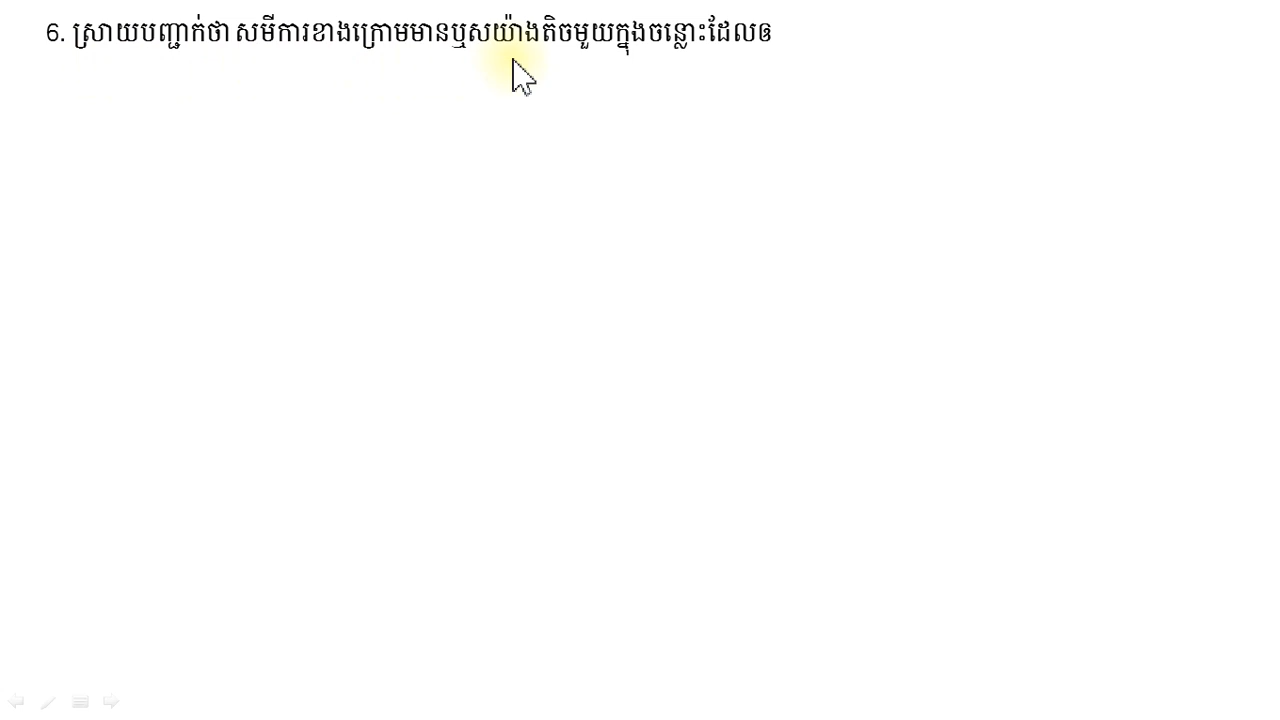 6. ស្រាយបញ្ជាក់ថា សមីការខាងក្រោមមានឬសយ៉ាងតិចមួយក្នុងចន្លោះដែលឲ